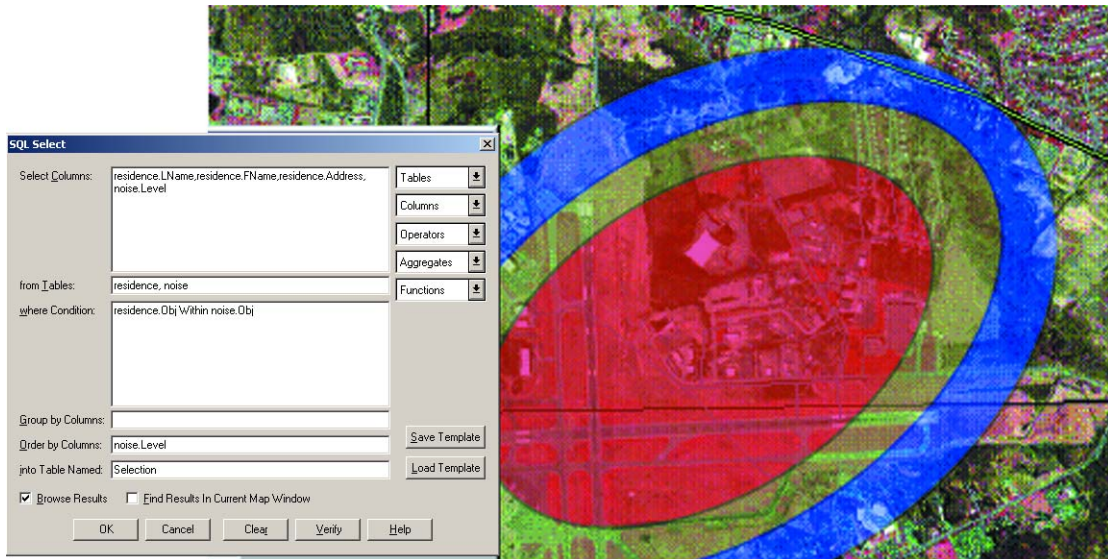 SQL Select
Select Columns:
residence.LName,residence.FName,residence.Address,
noise.Level
Tables
Columns
Operators
Aggregates
Functions
from Tables:
residence, noise
where Condition:
residence.Obj Within noise.Obj
Group by Columns:
Order by Columns:
noise.Level
into Table Named:
Selection
Save Template
Load Template
Browse Results
Find Results In Current Map Window
OK
Cancel
Clear
Verify
Help